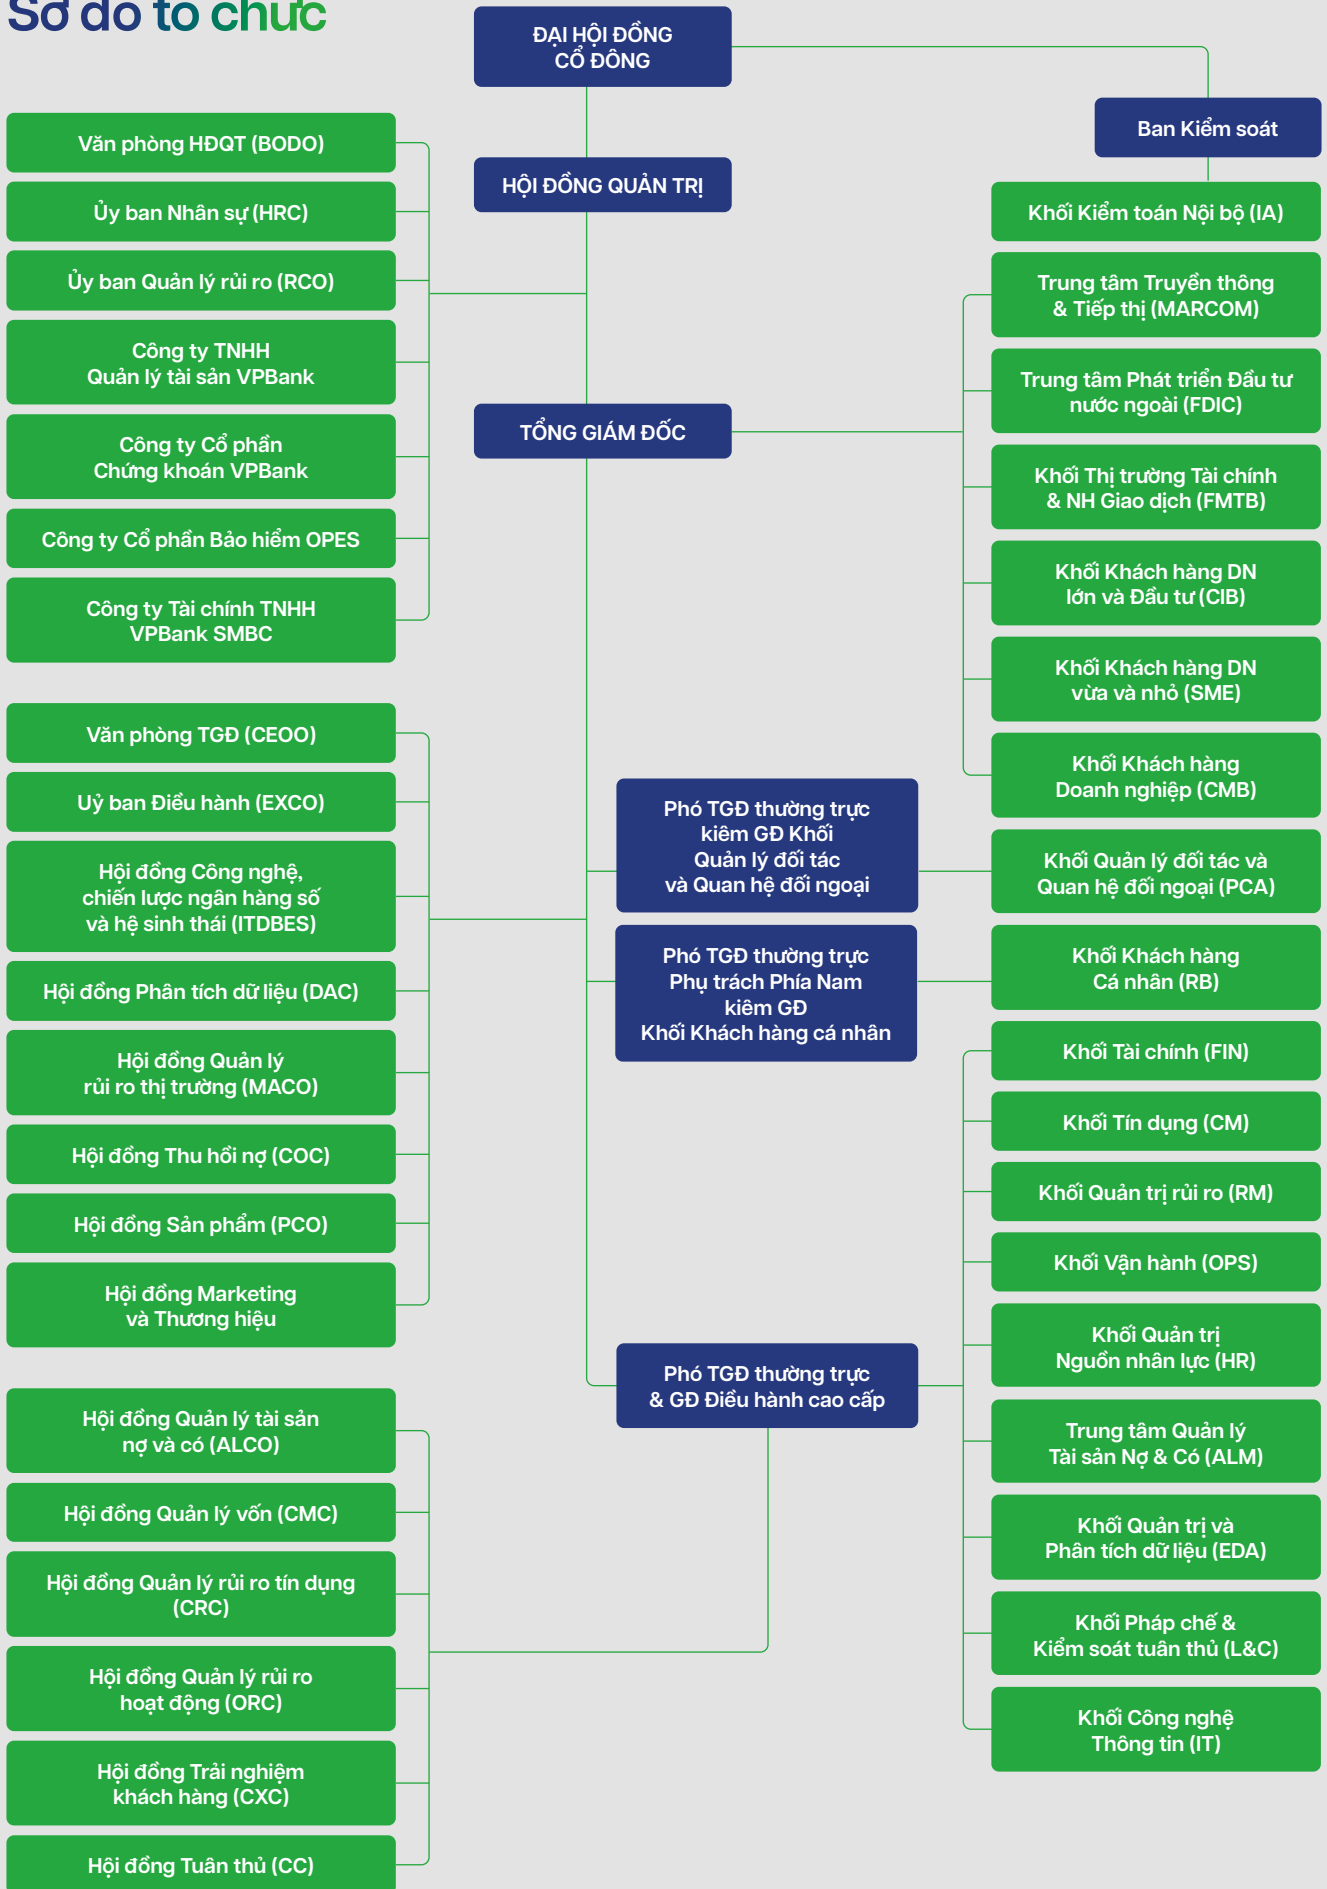 Sơ đồ tổ chức
ĐẠI HỘI ĐỒNG
CỔ ĐÔNG
Ban Kiểm soát
HỘI ĐỒNG QUẢN TRỊ
TỔNG GIÁM ĐỐC
Văn phòng HĐQT (BODO)
Ủy ban Nhân sự (HRC)
Ủy ban Quản lý rủi ro (RCO)
Công ty TNHH
Quản lý tài sản VPBank
Công ty Cổ phần
Chứng khoán VPBank
Công ty Cổ phần Bảo hiểm OPES
Công ty Tài chính TNHH
VPBank SMBC
Khối Kiểm toán Nội bộ (IA)
Trung tâm Truyền thông
& Tiếp thị (MARCOM)
Trung tâm Phát triển Đầu tư
nước ngoài (FDIC)
Khối Thị trường Tài chính
& NH Giao dịch (FMTB)
Khối Khách hàng DN
lớn và Đầu tư (CIB)
Khối Khách hàng DN
vừa và nhỏ (SME)
Khối Khách hàng
Doanh nghiệp (CMB)
Văn phòng TGĐ (CEOO)
Uỷ ban Điều hành (EXCO)
Hội đồng Công nghệ,
chiến lược ngân hàng số
và hệ sinh thái (ITDBES)
Hội đồng Phân tích dữ liệu (DAC)
Hội đồng Quản lý
rủi ro thị trường (MACO)
Hội đồng Thu hồi nợ (COC)
Hội đồng Sản phẩm (PCO)
Hội đồng Marketing
và Thương hiệu
Phó TGĐ thường trực
kiêm GĐ Khối
Quản lý đối tác
và Quan hệ đối ngoại
Khối Quản lý đối tác và
Quan hệ đối ngoại (PCA)
Phó TGĐ thường trực
Phụ trách Phía Nam
kiêm GĐ
Khối Khách hàng cá nhân
Khối Khách hàng
Cá nhân (RB)
Phó TGĐ thường trực
& GĐ Điều hành cao cấp
Khối Tài chính (FIN)
Khối Tín dụng (CM)
Khối Quản trị rủi ro (RM)
Khối Vận hành (OPS)
Khối Quản trị
Nguồn nhân lực (HR)
Trung tâm Quản lý
Tài sản Nợ & Có (ALM)
Khối Quản trị và
Phân tích dữ liệu (EDA)
Khối Pháp chế &
Kiểm soát tuân thủ (L&C)
Khối Công nghệ
Thông tin (IT)
Hội đồng Quản lý tài sản
nợ và có (ALCO)
Hội đồng Quản lý vốn (CMC)
Hội đồng Quản lý rủi ro tín dụng
(CRC)
Hội đồng Quản lý rủi ro
hoạt động (ORC)
Hội đồng Trải nghiệm
khách hàng (CXC)
Hội đồng Tuân thủ (CC)